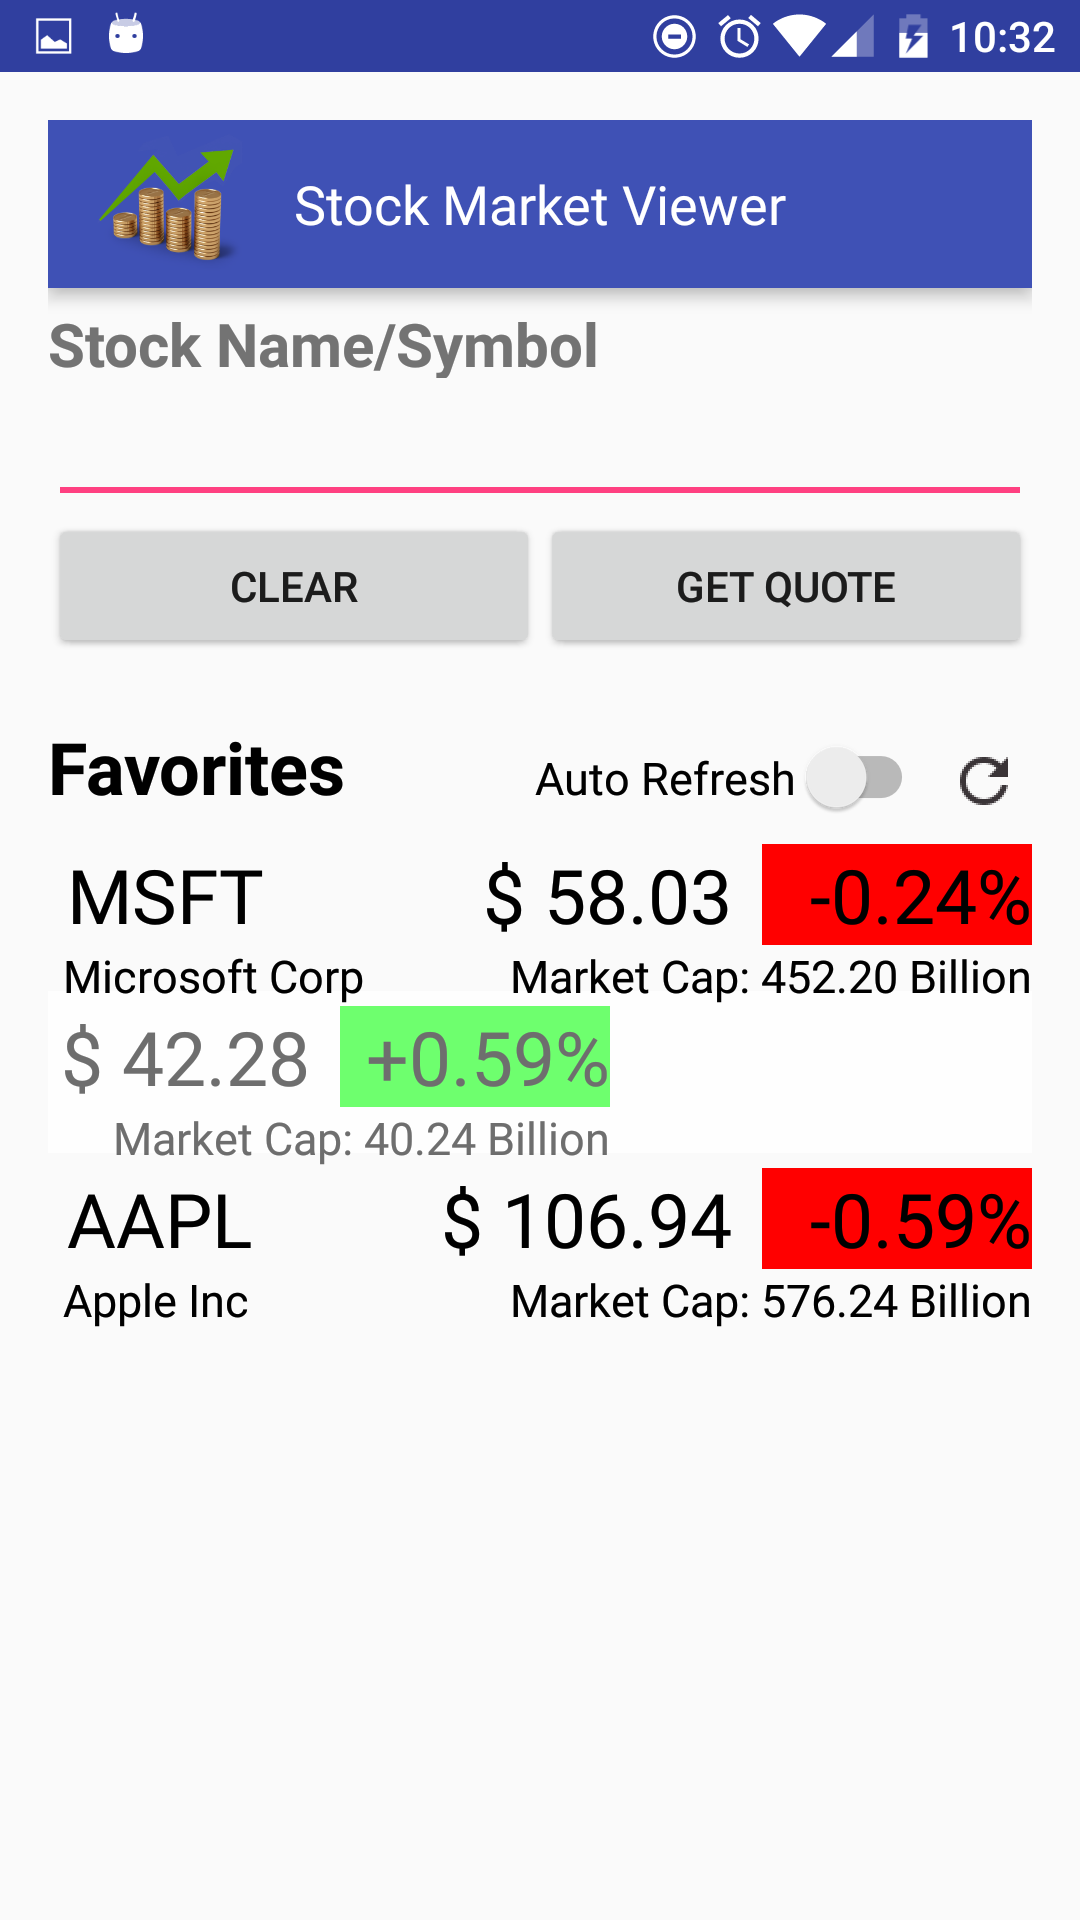 10:32
Stock Market Viewer
Stock Name/Symbol
CLEAR GET QUOTE
Favorites Auto Refresh
MSFT $ 58.03 -0.24%
Microsoft Corp Market Cap: 452.20 Billion
$ 42.28 +0.59%
Market Cap: 40.24 Billion
AAPL $ 106.94 -0.59%
Apple Inc Market Cap: 576.24 Billion